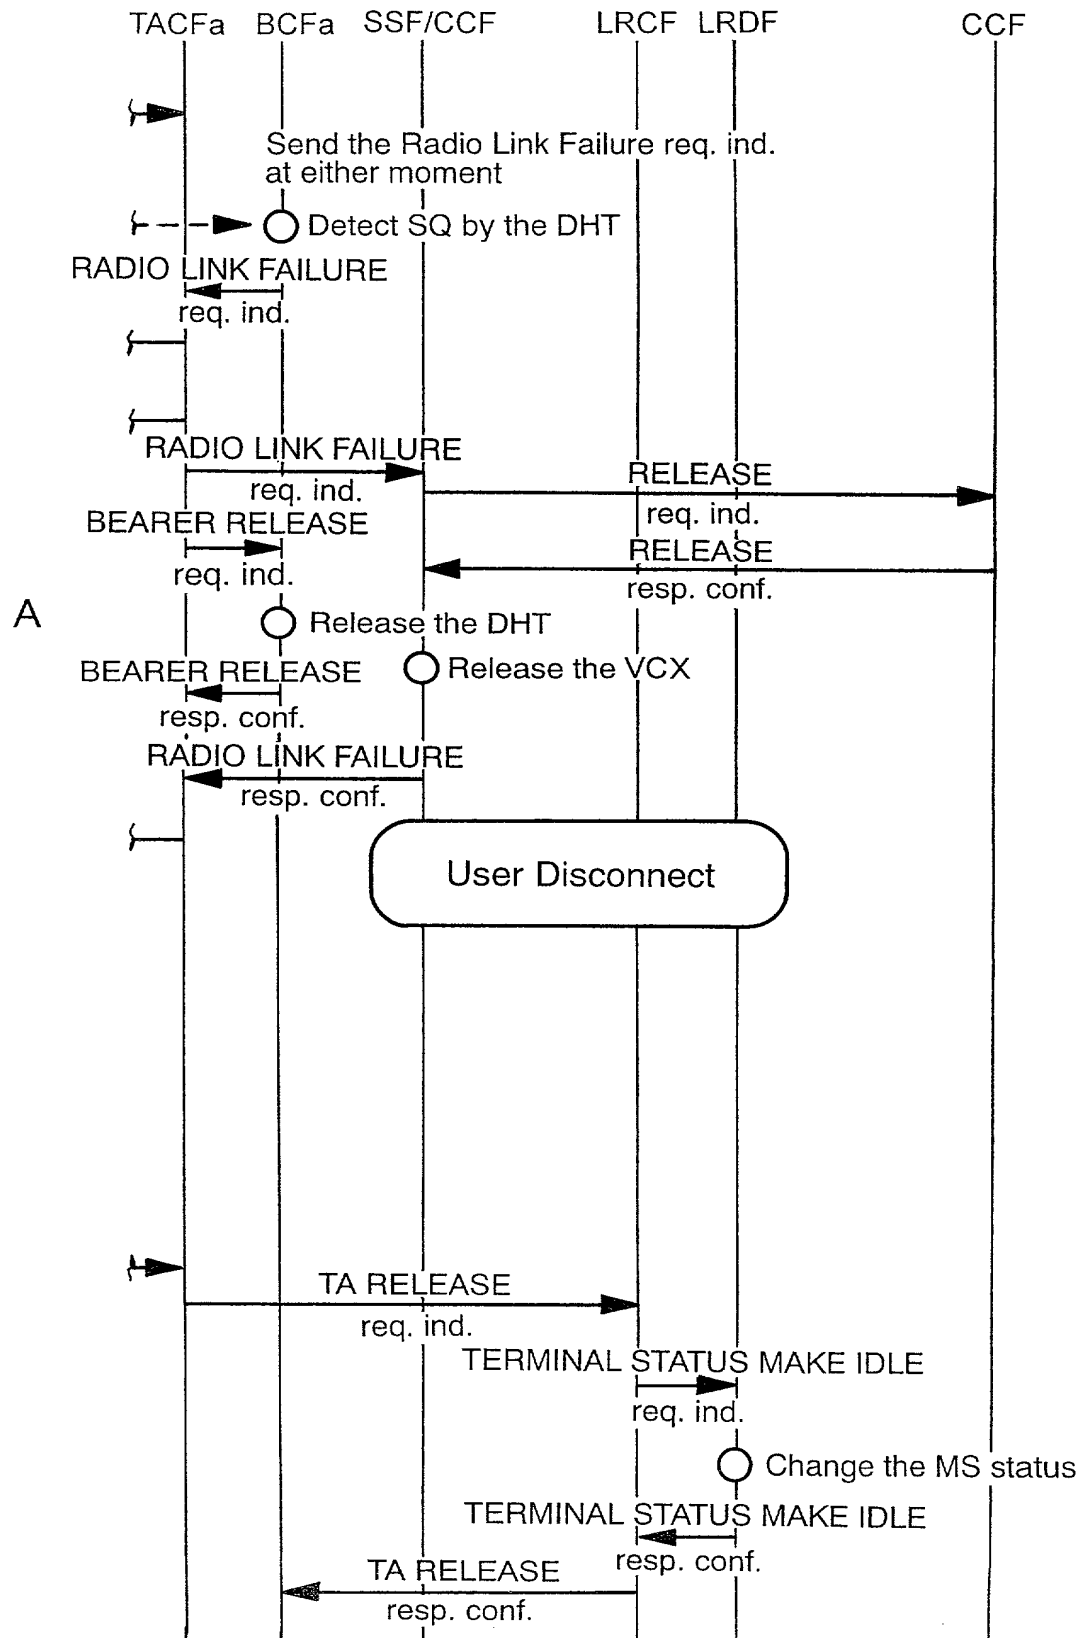 TACFa BCFa SSF/CCF LRCF LRDF CCF
Send the Radio Link Failure req. ind.
at either moment
Detect SQ by the DHT
RADIO LINK FAILURE
req. ind.
RADIO LINK FAILURE
req. ind.
RELEASE
req. ind.
BEARER RELEASE
req. ind.
RELEASE
resp. conf.
A
Release the DHT
Release the VCX
BEARER RELEASE
resp. conf.
RADIO LINK FAILURE
resp. conf.
User Disconnect
TA RELEASE
req. ind.
TERMINAL STATUS MAKE IDLE
req. ind.
Change the MS status
TERMINAL STATUS MAKE IDLE
resp. conf.
TA RELEASE
resp. conf.